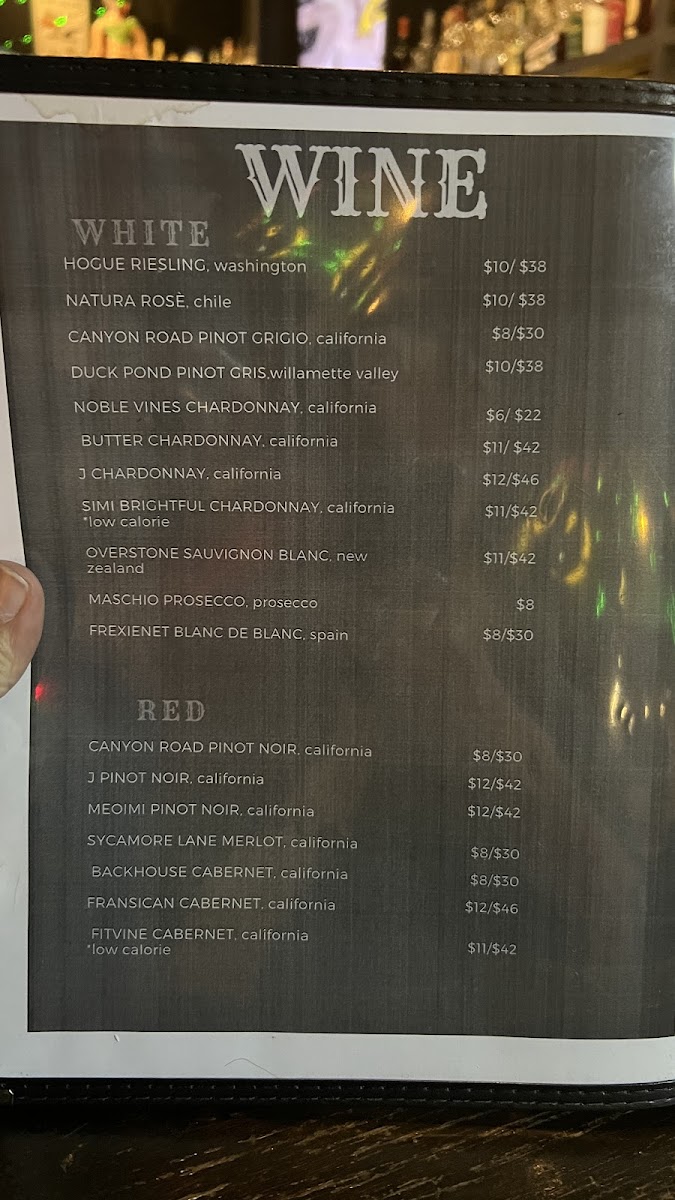 WINE
WHITE
HOGUE RIESLING, washington $10/ $38
NATURA ROSÈ, chile $10/ $38
CANYON ROAD PINOT GRIGIO, california $8/$30
DUCK POND PINOT GRIS,willamette valley $10/$38
NOBLE VINES CHARDONNAY, california $6/ $22
BUTTER CHARDONNAY, california $11/ $42
J CHARDONNAY, california $12/$46
SIMI BRIGHTFUL CHARDONNAY, california $11/$42
*low calorie
OVERSTONE SAUVIGNON BLANC, new $11/$42
zealand
MASCHIO PROSECCO, prosecco $8
FREXIENET BLANC DE BLANC, spain $8/$30
RED
CANYON ROAD PINOT NOIR, california $8/$30
J PINOT NOIR, california $12/$42
MEOIMI PINOT NOIR, california $12/$42
SYCAMORE LANE MERLOT, california $8/$30
BACKHOUSE CABERNET, california $8/$30
FRANSICAN CABERNET, california $12/$46
FITVINE CABERNET, california $11/$42
*low calorie